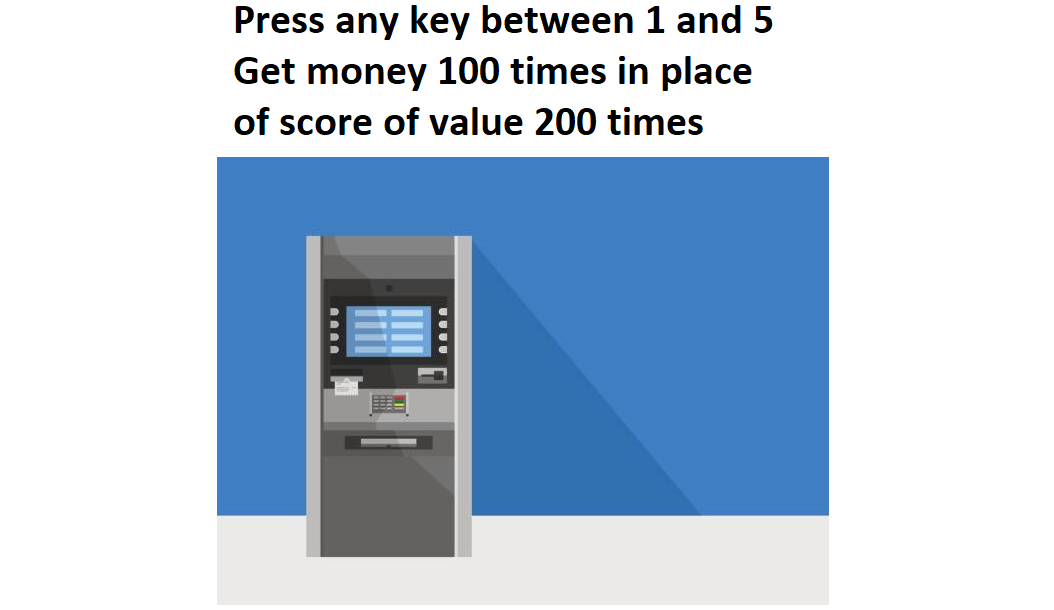 Press any key between 1 and 5
Get money 100 times in place
of score of value 200 times